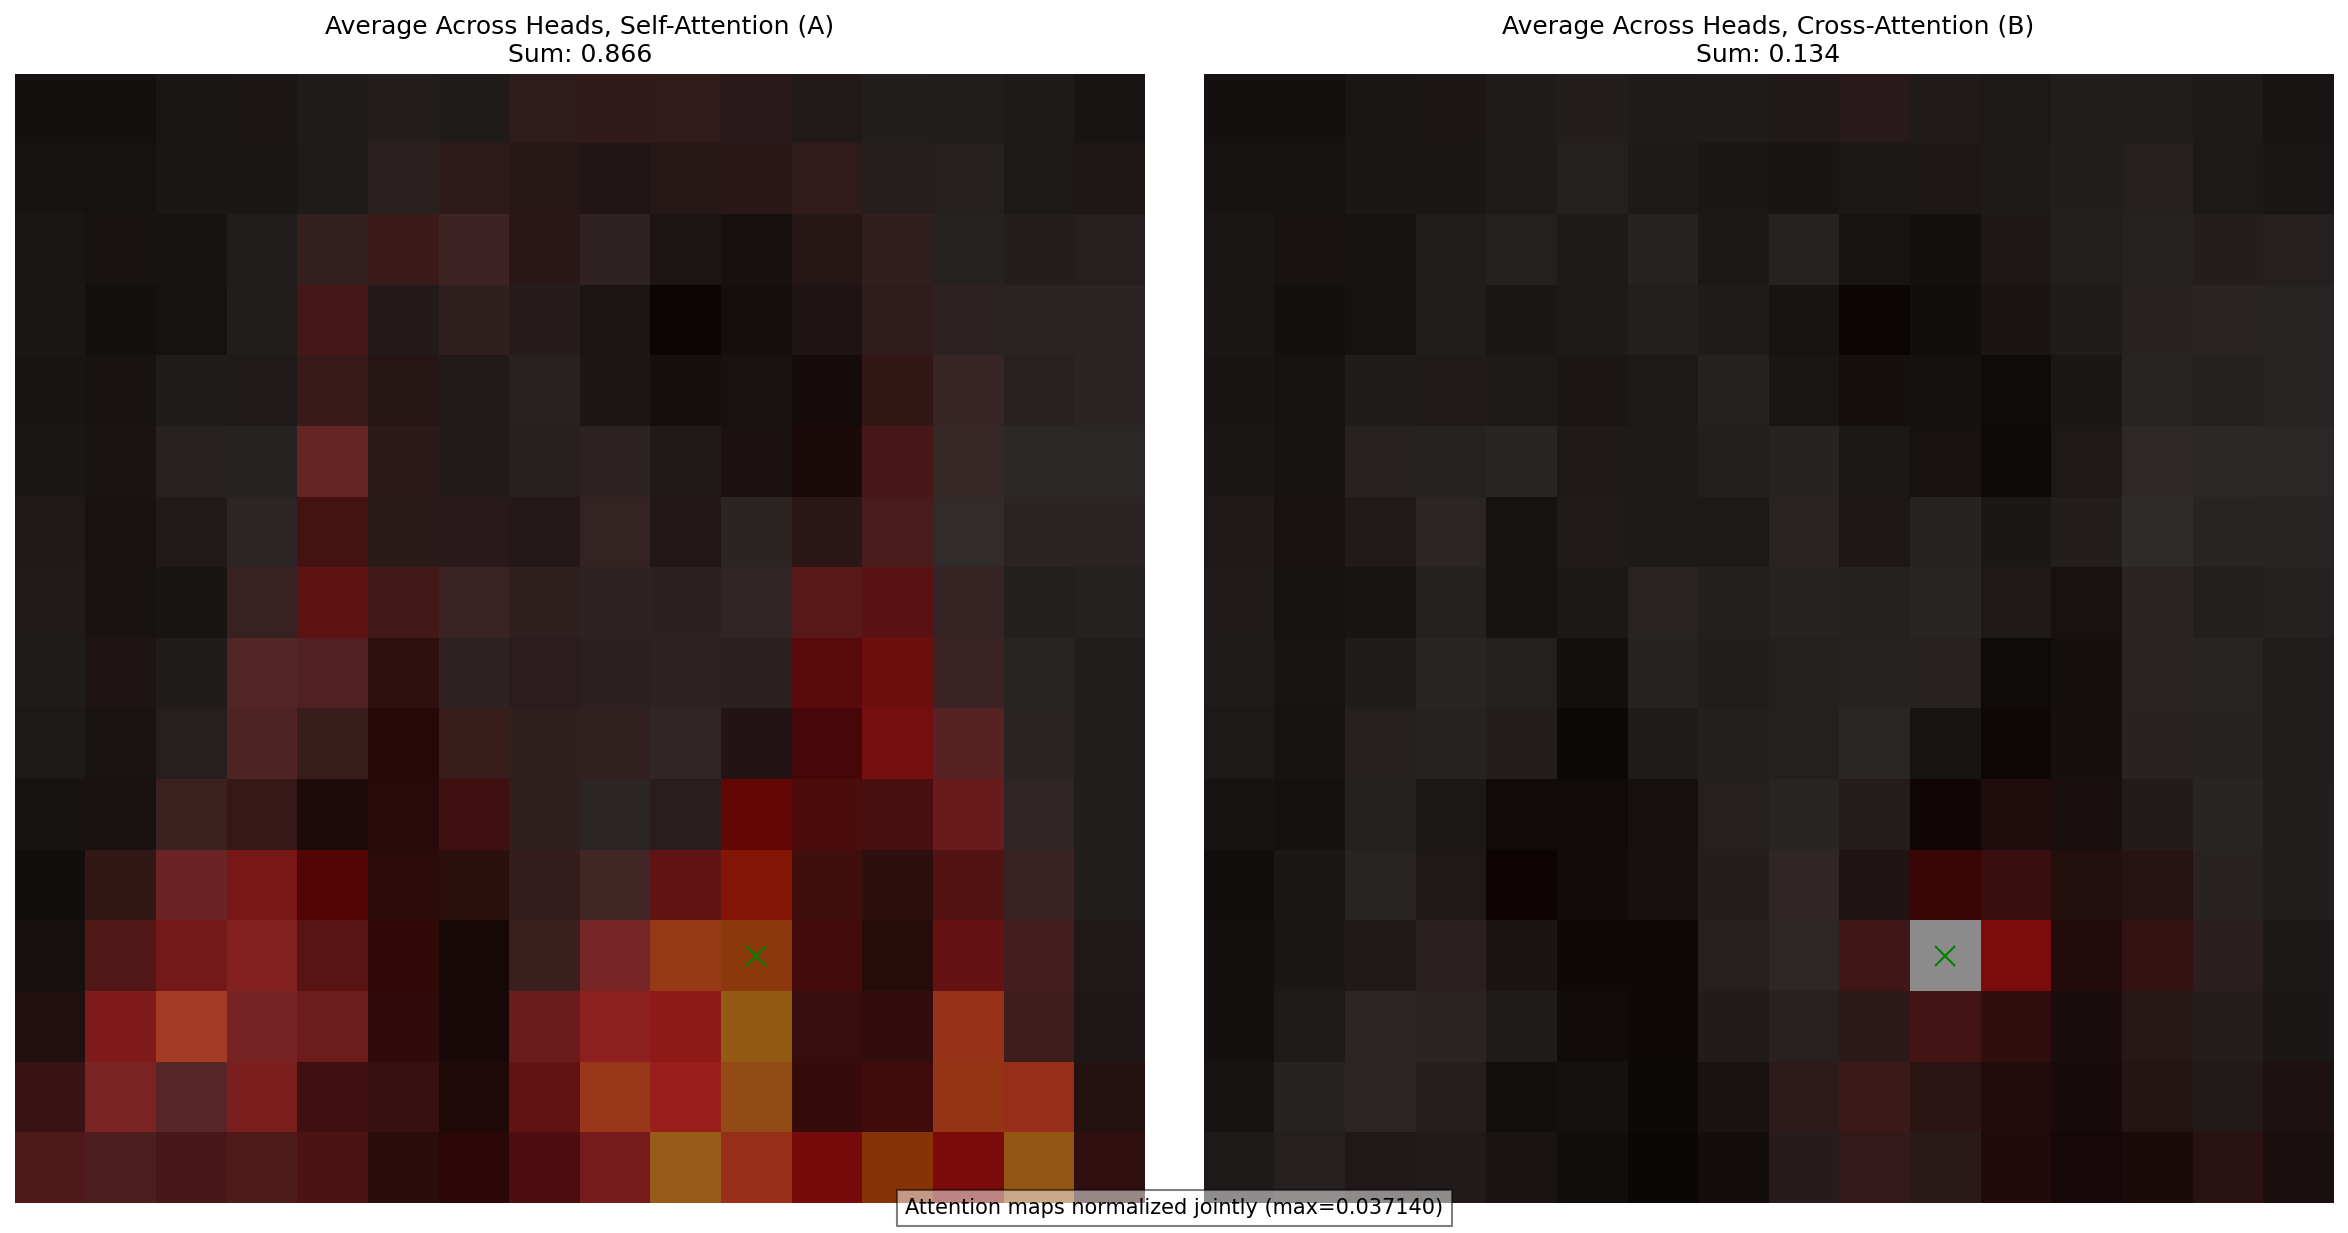 Average Across Heads, Self-Attention (A)
Sum: 0.866
Average Across Heads, Cross-Attention (B)
Sum: 0.134
Attention maps normalized jointly (max=0.037140)